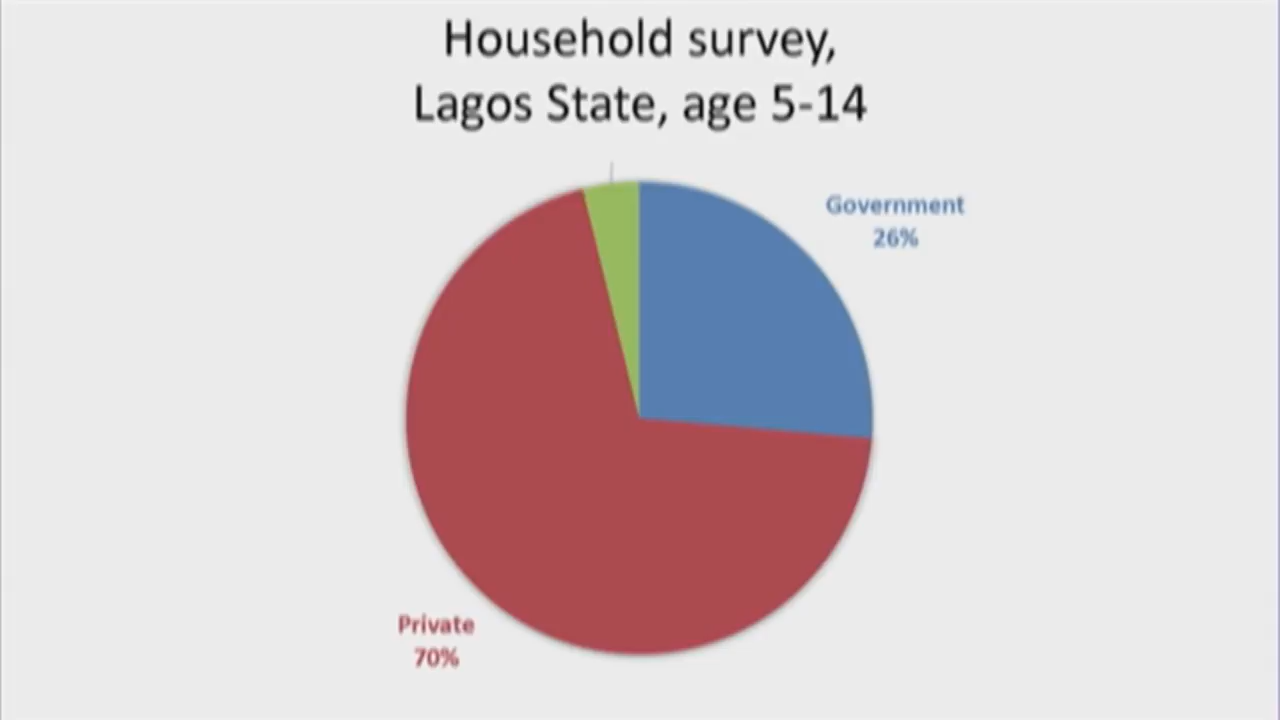 Household survey,
Lagos State, age 5-14
Government
26%
Private
70%